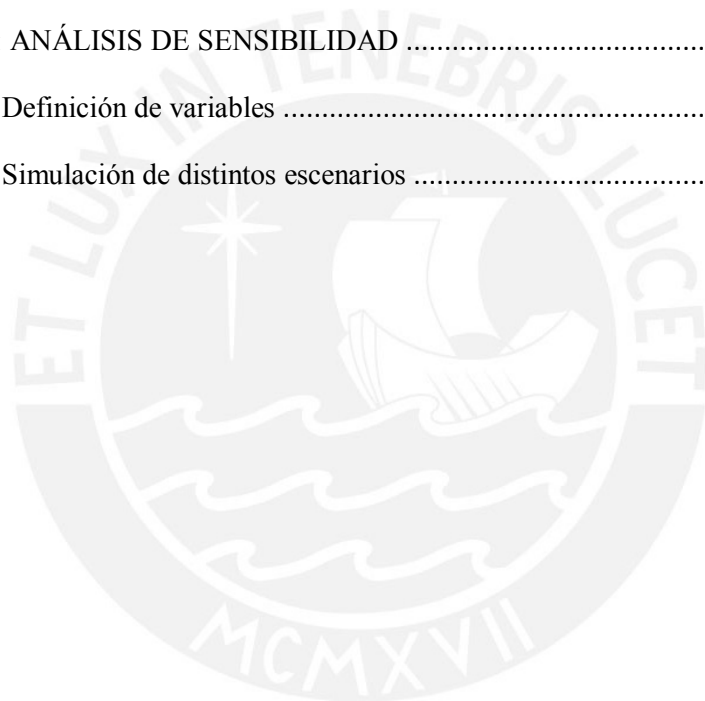 ANÁLISIS DE SENSIBILIDAD ......................................
Definición de variables .......................................................
Simulación de distintos escenarios .....................................
ET LUX IN TENEBRIS LUCET
MCMXVII